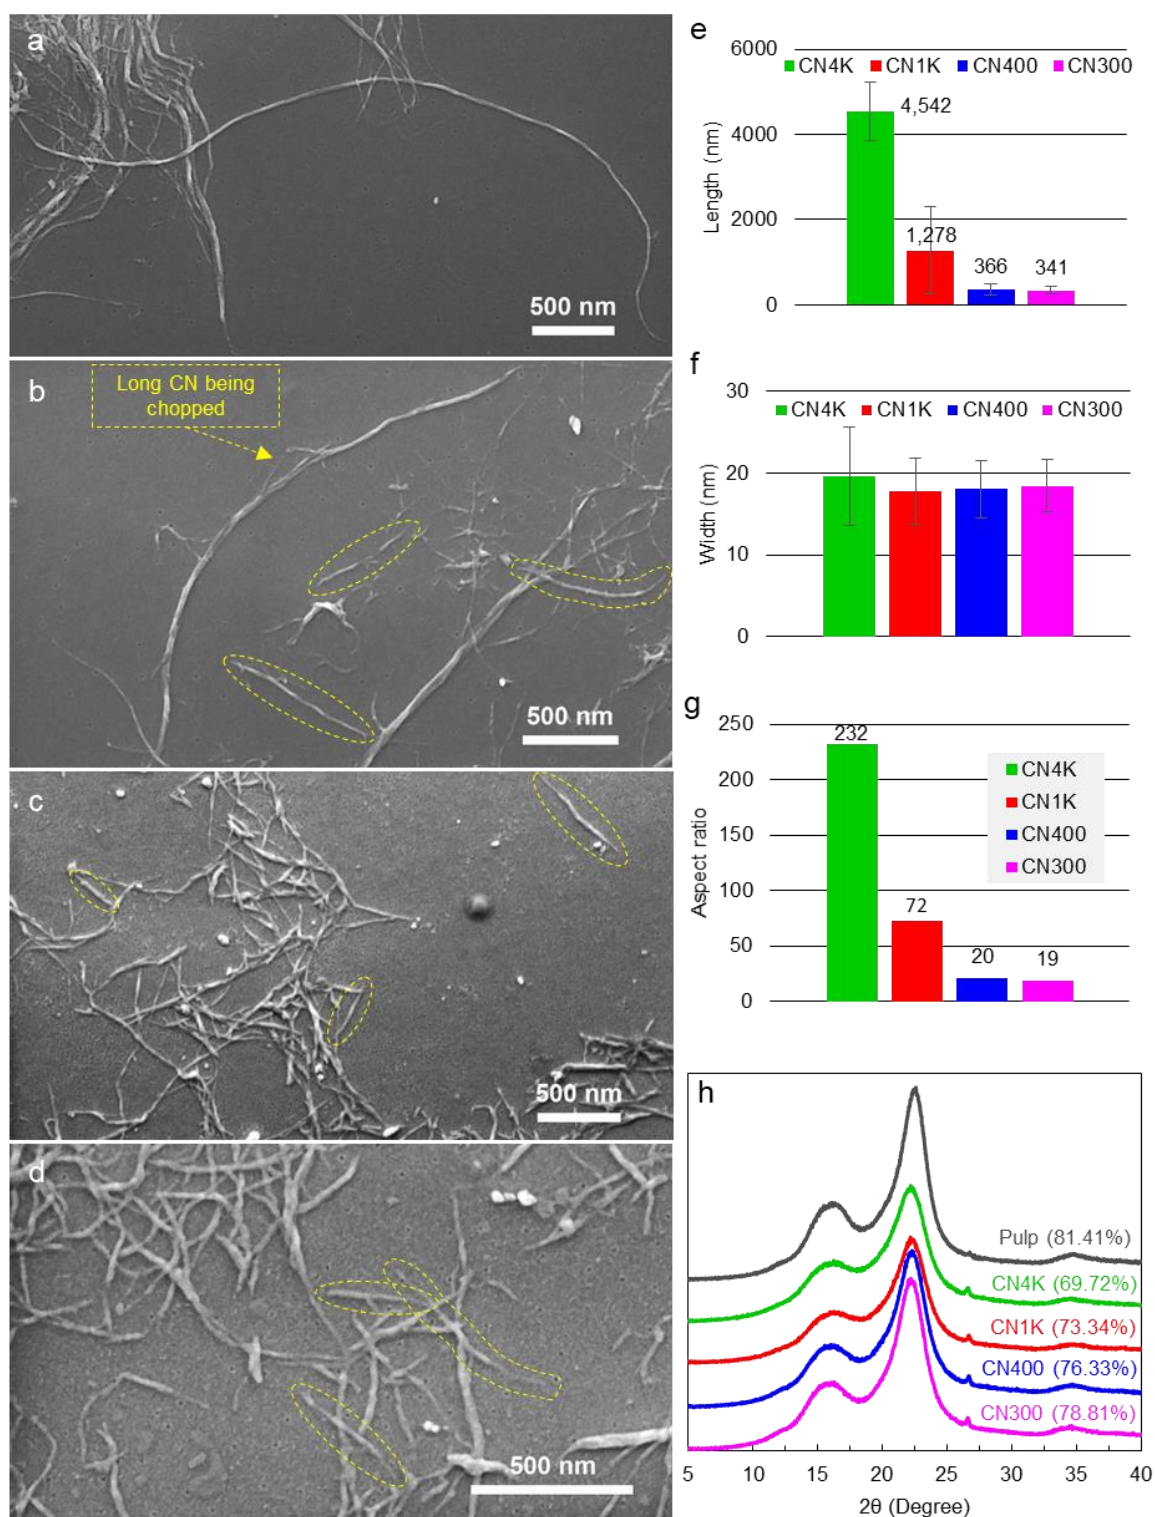 a
500 nm
b
Long CN being
chopped
500 nm
c
500 nm
d
500 nm
e
6000
4000
2000
0
Length (nm)
CN4K CN1K CN400 CN300
4,542
1,278
366
341
f
30
20
10
0
Width (nm)
CN4K CN1K CN400 CN300
g
250
200
150
100
50
0
Aspect ratio
232
72
20
19
CN4K
CN1K
CN400
CN300
h
Pulp (81.41%)
CN4K (69.72%)
CN1K (73.34%)
CN400 (76.33%)
CN300 (78.81%)
5 10 15 20 25 30 35 40
2θ (Degree)